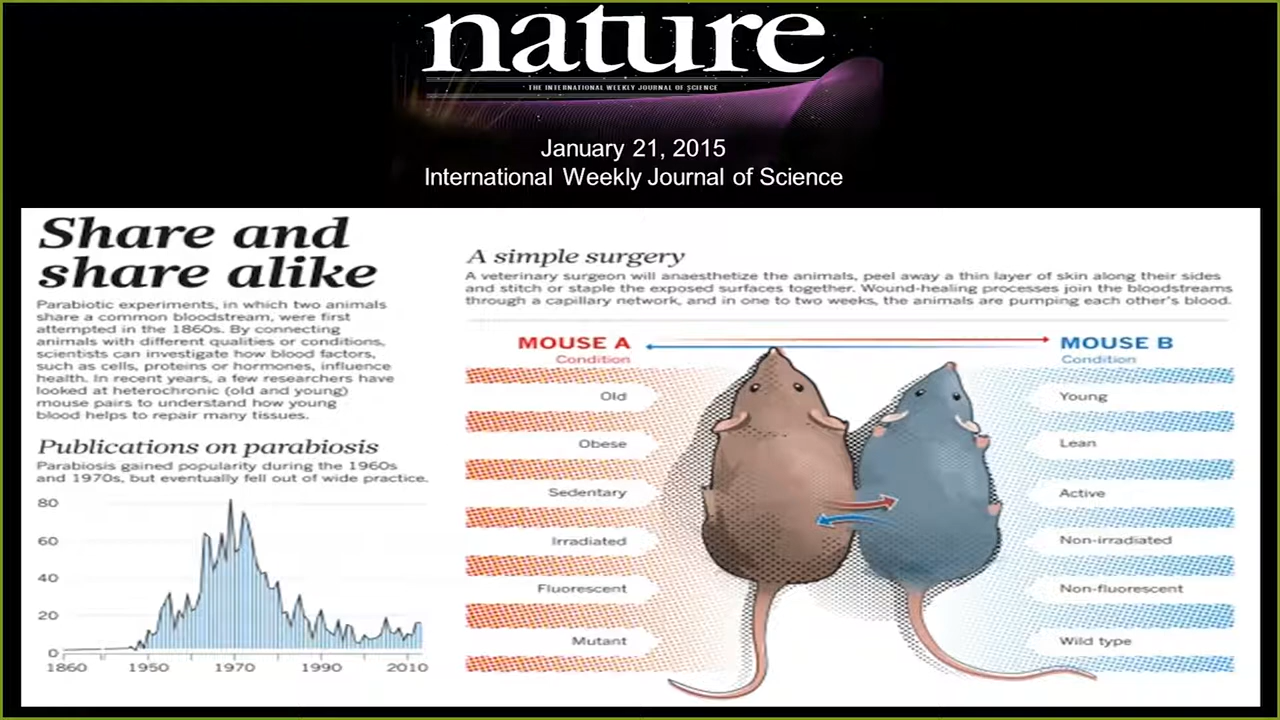 nature
THE INTERNATIONAL WEEKLY JOURNAL OF SCIENCE
January 21, 2015
International Weekly Journal of Science
Share and
share alike
Parabiotic experiments, in which two animals
share a common bloodstream, were first
attempted in the 1860s. By connecting
animals with different qualities or conditions,
scientists can investigate how blood factors,
such as cells, proteins or hormones, influence
health. In recent years, a few researchers have
looked at heterochronic (old and young)
mouse pairs to understand how young
blood helps to repair many tissues.
Publications on parabiosis
Parabiosis gained popularity during the 1960s
and 1970s, but eventually fell out of wide practice.
80
60
40
20
0
1860 1950 1970 1990 2010
A simple surgery
A veterinary surgeon will anaesthetize the animals, peel away a thin layer of skin along their sides
and stitch or staple the exposed surfaces together. Wound-healing processes join the bloodstreams
through a capillary network, and in one to two weeks, the animals are pumping each other's blood.
MOUSE A MOUSE B
Condition Condition
Old Young
Obese Lean
Sedentary Active
Irradiated Non-irradiated
Fluorescent Non-fluorescent
Mutant Wild type